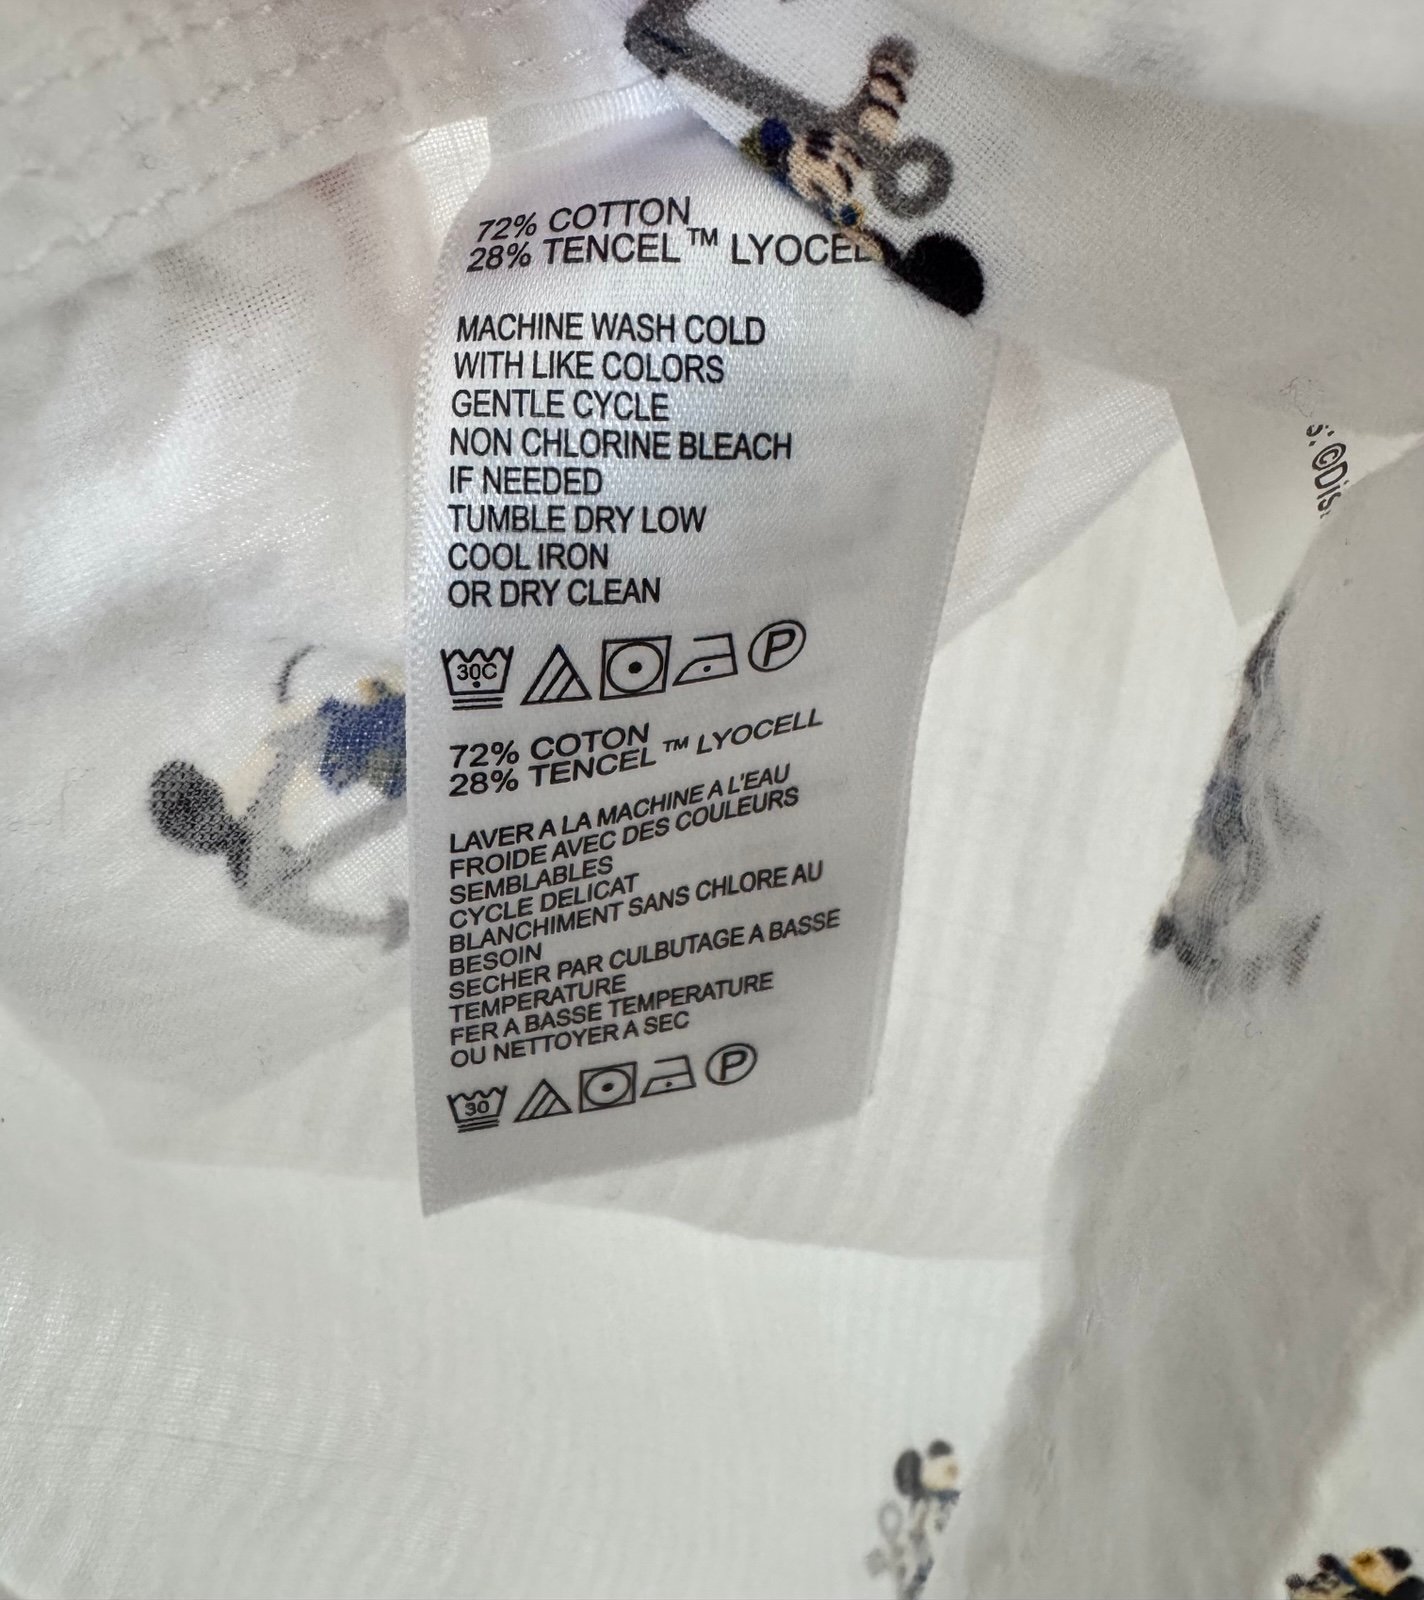 72% COTTON
28% TENCEL™ LYOCEL
MACHINE WASH COLD
WITH LIKE COLORS
GENTLE CYCLE
NON CHLORINE BLEACH
IF NEEDED
TUMBLE DRY LOW
COOL IRON
OR DRY CLEAN
30C P
72% COTON
28% TENCEL™ LYOCELL
LAVER A LA MACHINE A L'EAU
FROIDE AVEC DES COULEURS
SEMBLABLES
CYCLE DELICAT
BLANCHIMENT SANS CHLORE AU
BESOIN
SECHER PAR CULBUTAGE A BASSE
TEMPERATURE
FER A BASSE TEMPERATURE
OU NETTOYER A SEC
30 P
©Dis